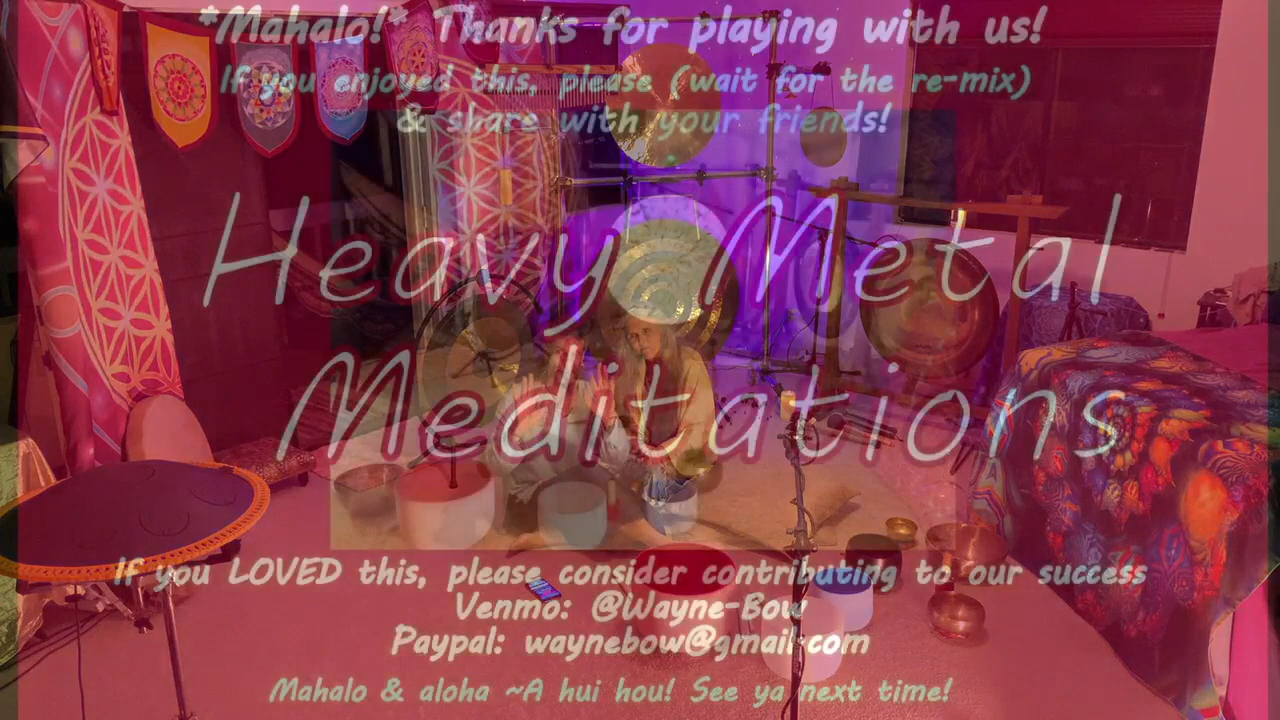 *Mahalo!* Thanks for playing with us!
If you enjoyed this, please (wait for the re-mix)
& share with your friends!
Heavy Metal
Meditations
If you LOVED this, please consider contributing to our success
Venmo: @Wayne-Bow
Paypal: waynebow@gmail.com
Mahalo & aloha ~A hui hou! See ya next time!